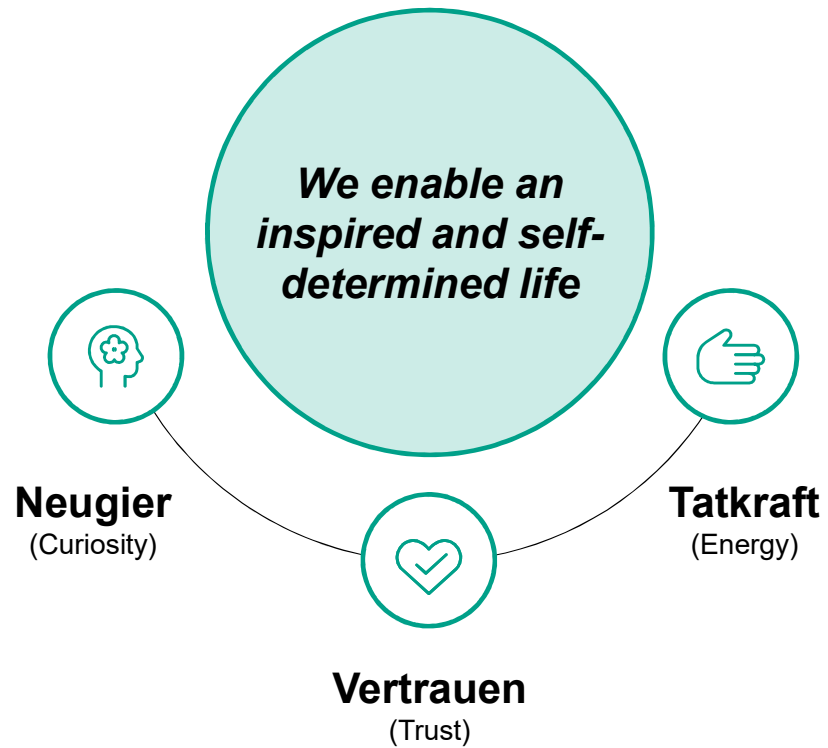 We enable an
inspired and self-
determined life
Neugier
(Curiosity)
Vertrauen
(Trust)
Tatkraft
(Energy)